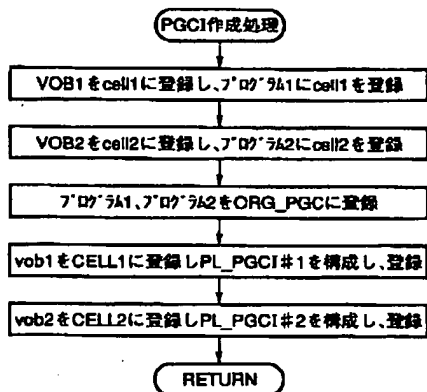 PGCI作成処理
VOB1をcell1に登録し、ﾌﾟﾛｸﾞﾗﾑ1にcell1を登録
VOB2をcell2に登録し、ﾌﾟﾛｸﾞﾗﾑ2にcell2を登録
ﾌﾟﾛｸﾞﾗﾑ1、ﾌﾟﾛｸﾞﾗﾑ2をORG_PGCに登録
vob1をCELL1に登録しPL_PGCI#1を構成し、登録
vob2をCELL2に登録しPL_PGCI#2を構成し、登録
RETURN